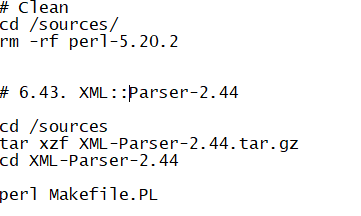 # Clean
cd /sources/
rm -rf perl-5.20.2
# 6.43. XML::Parser-2.44
cd /sources
tar xzf XML-Parser-2.44.tar.gz
cd XML-Parser-2.44
perl Makefile.PL